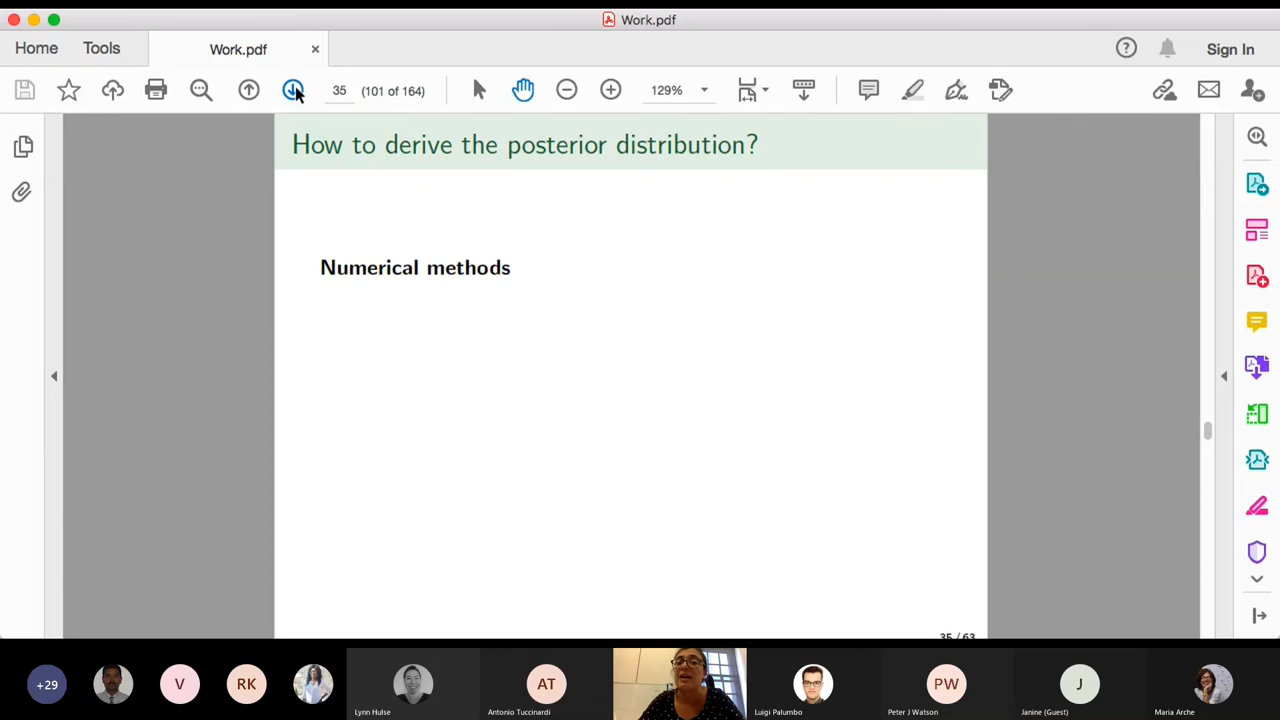 Work.pdf
Home
Tools
Work.pdf
Sign In
35
(101 of 164)
129%
How to derive the posterior distribution?
Numerical methods
35 / 63
+29
V
RK
AT
PW
J
Lynn Hulse
Antonio Tuccinardi
Luigi Palumbo
Peter J Watson
Janine (Guest)
Maria Arche